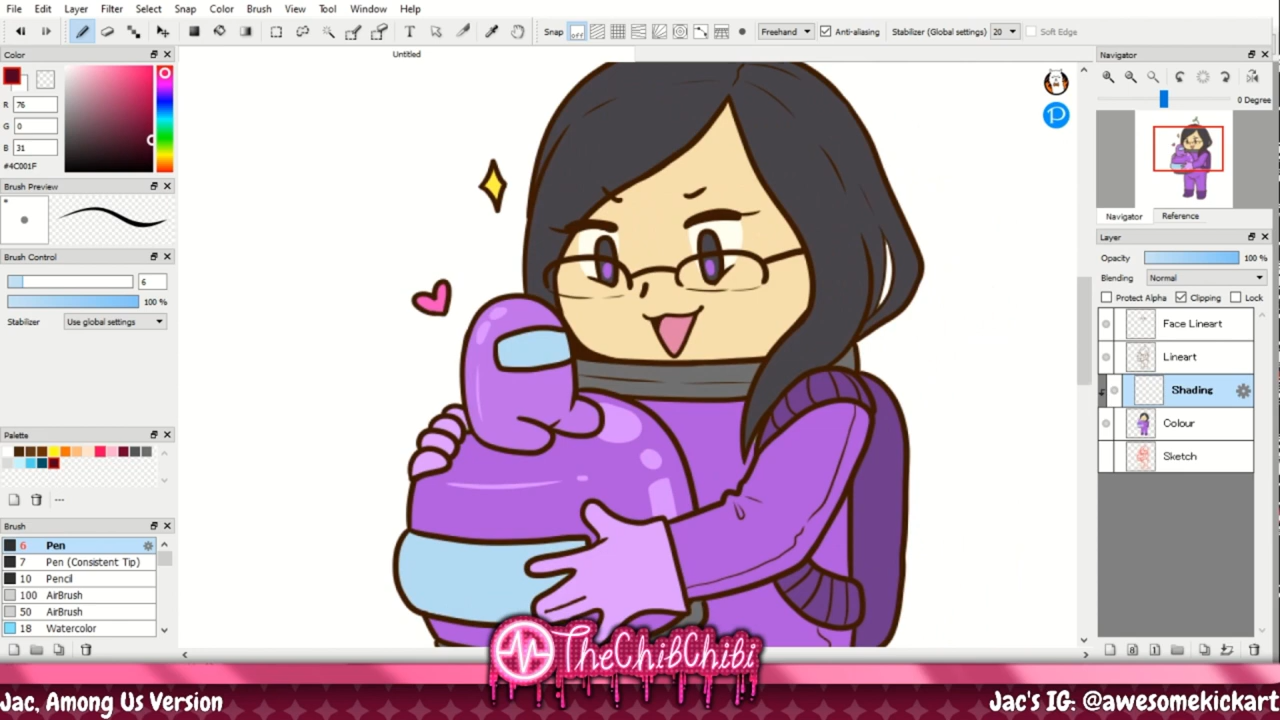 File Edit Layer Filter Select Snap Color Brush View Tool Window Help
Snap off Freehand Anti-aliasing Stabilizer (Global settings) 20 Soft Edge
Untitled
Color
R 76
G 0
B 31
#4C001F
Brush Preview
Brush Control
6
100 %
Stabilizer Use global settings
Palette
---
Brush
6 Pen
7 Pen (Consistent Tip)
10 Pencil
100 AirBrush
50 AirBrush
18 Watercolor
Navigator
0 Degree
Navigator Reference
Layer
Opacity 100 %
Blending Normal
Protect Alpha Clipping Lock
Face Lineart
Lineart
Shading
Colour
Sketch
P
TheChibChibi
Jac, Among Us Version
Jac's IG: @awesomekickart